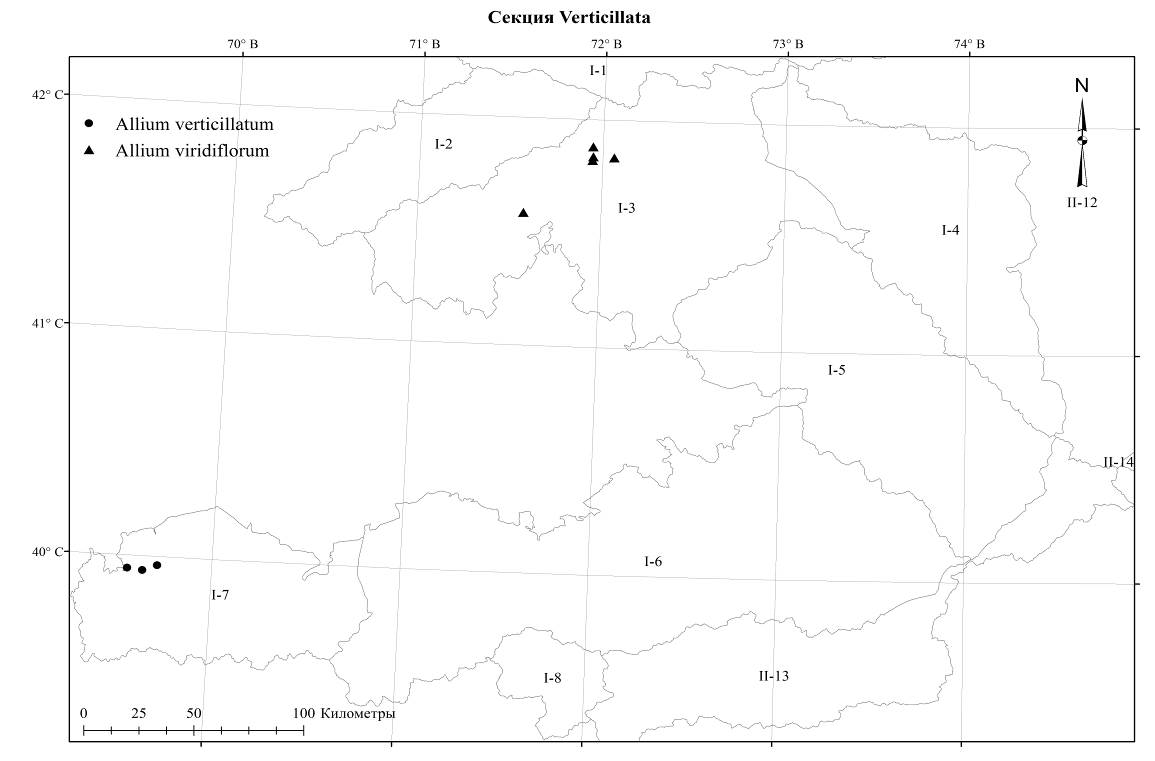 Секция Verticillata
70° В 71° В 72° В 73° В 74° В
I-1
42° С
N
Allium verticillatum
I-2
Allium viridiflorum
II-12
I-3
I-4
41° С
I-5
II-14
40° С
I-6
I-7
I-8
II-13
0 25 50 100 Километры